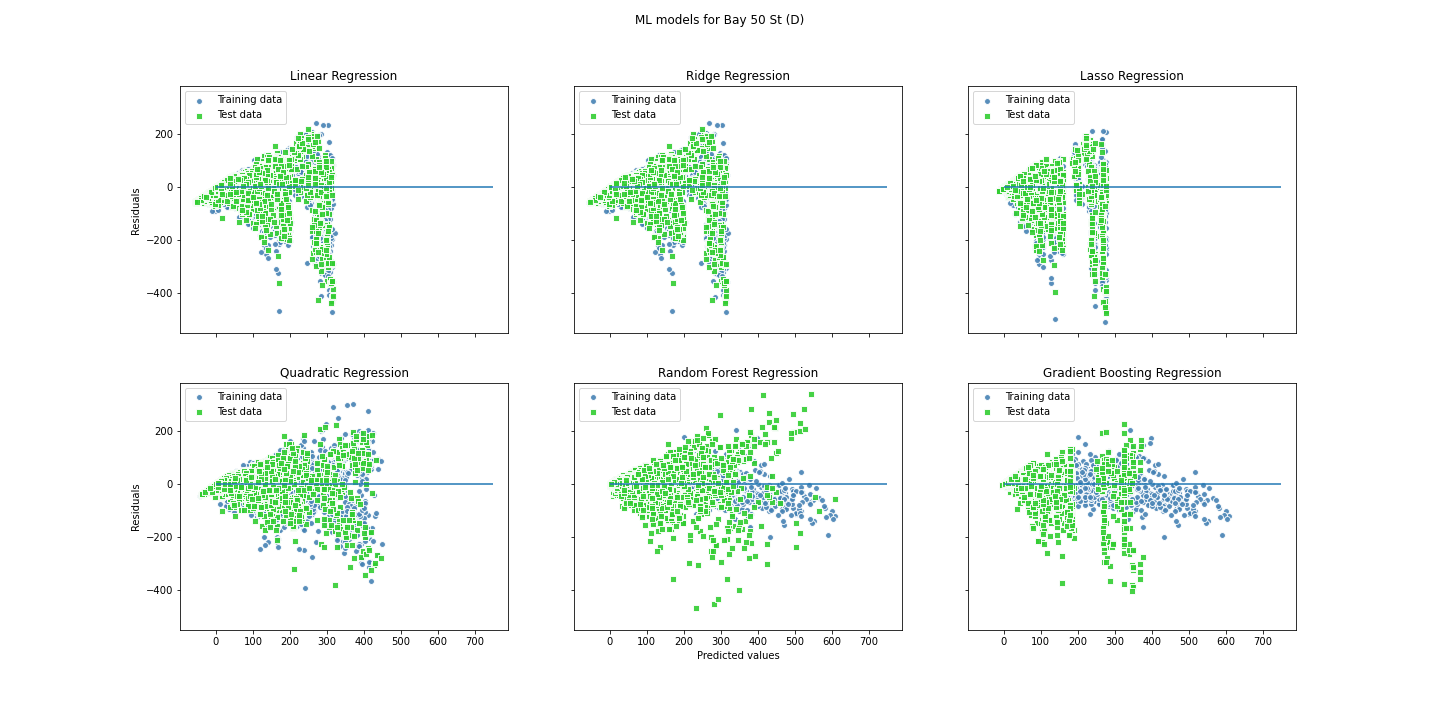 ML models for Bay 50 St (D)
Linear Regression
Ridge Regression
Lasso Regression
Training data
Test data
Training data
Test data
Training data
Test data
Residuals
200
0
−200
−400
Quadratic Regression
Random Forest Regression
Gradient Boosting Regression
Training data
Test data
Training data
Test data
Training data
Test data
Residuals
200
0
−200
−400
0 100 200 300 400 500 600 700
0 100 200 300 400 500 600 700
0 100 200 300 400 500 600 700
Predicted values